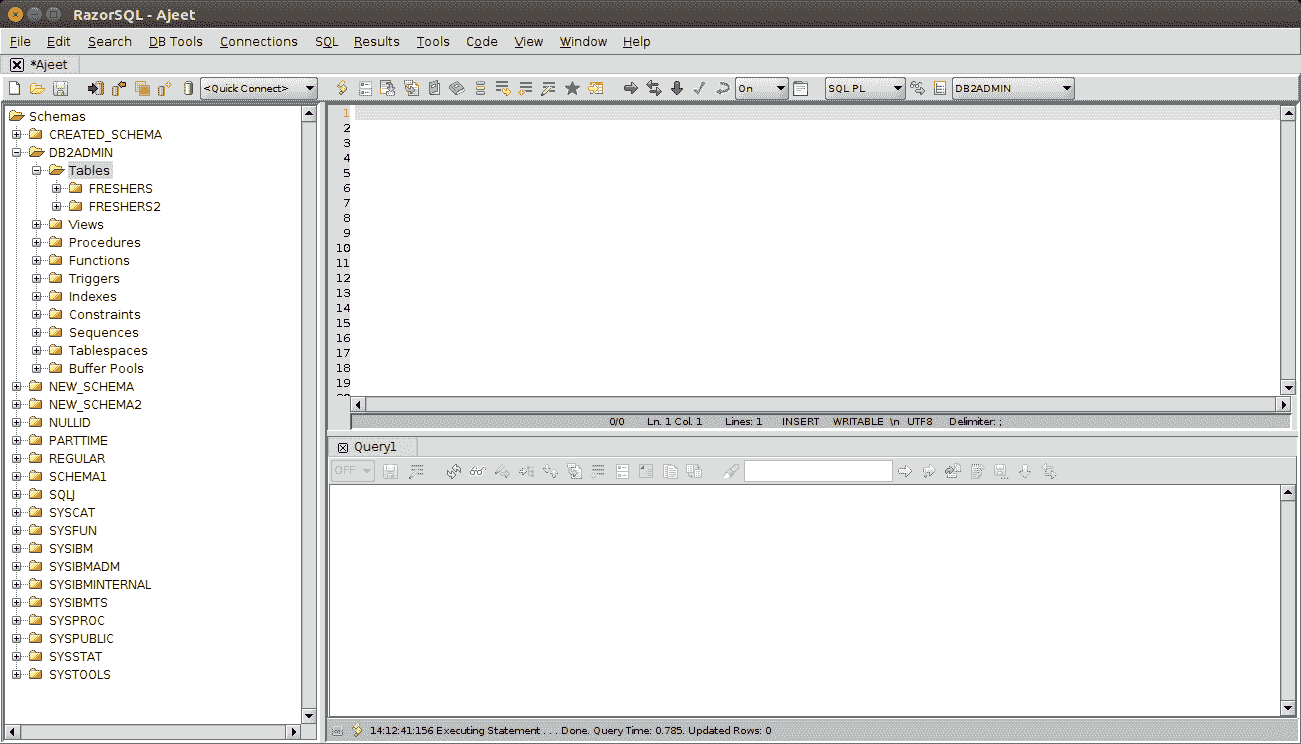 RazorSQL - Ajeet
File Edit Search DB Tools Connections SQL Results Tools Code View Window Help
*Ajeet
<Quick Connect> On SQL PL DB2ADMIN
Schemas
CREATED_SCHEMA
DB2ADMIN
Tables
FRESHERS
FRESHERS2
Views
Procedures
Functions
Triggers
Indexes
Constraints
Sequences
Tablespaces
Buffer Pools
NEW_SCHEMA
NEW_SCHEMA2
NULLID
PARTTIME
REGULAR
SCHEMA1
SQLJ
SYSCAT
SYSFUN
SYSIBM
SYSIBMADM
SYSIBMINTERNAL
SYSIBMTS
SYSPROC
SYSPUBLIC
SYSSTAT
SYSTOOLS
1
2
3
4
5
6
7
8
9
10
11
12
13
14
15
16
17
18
19
0/0 Ln. 1 Col. 1 Lines: 1 INSERT WRITABLE \n UTF8 Delimiter: ;
Query1
OFF
14:12:41:156 Executing Statement . . . Done. Query Time: 0.785. Updated Rows: 0